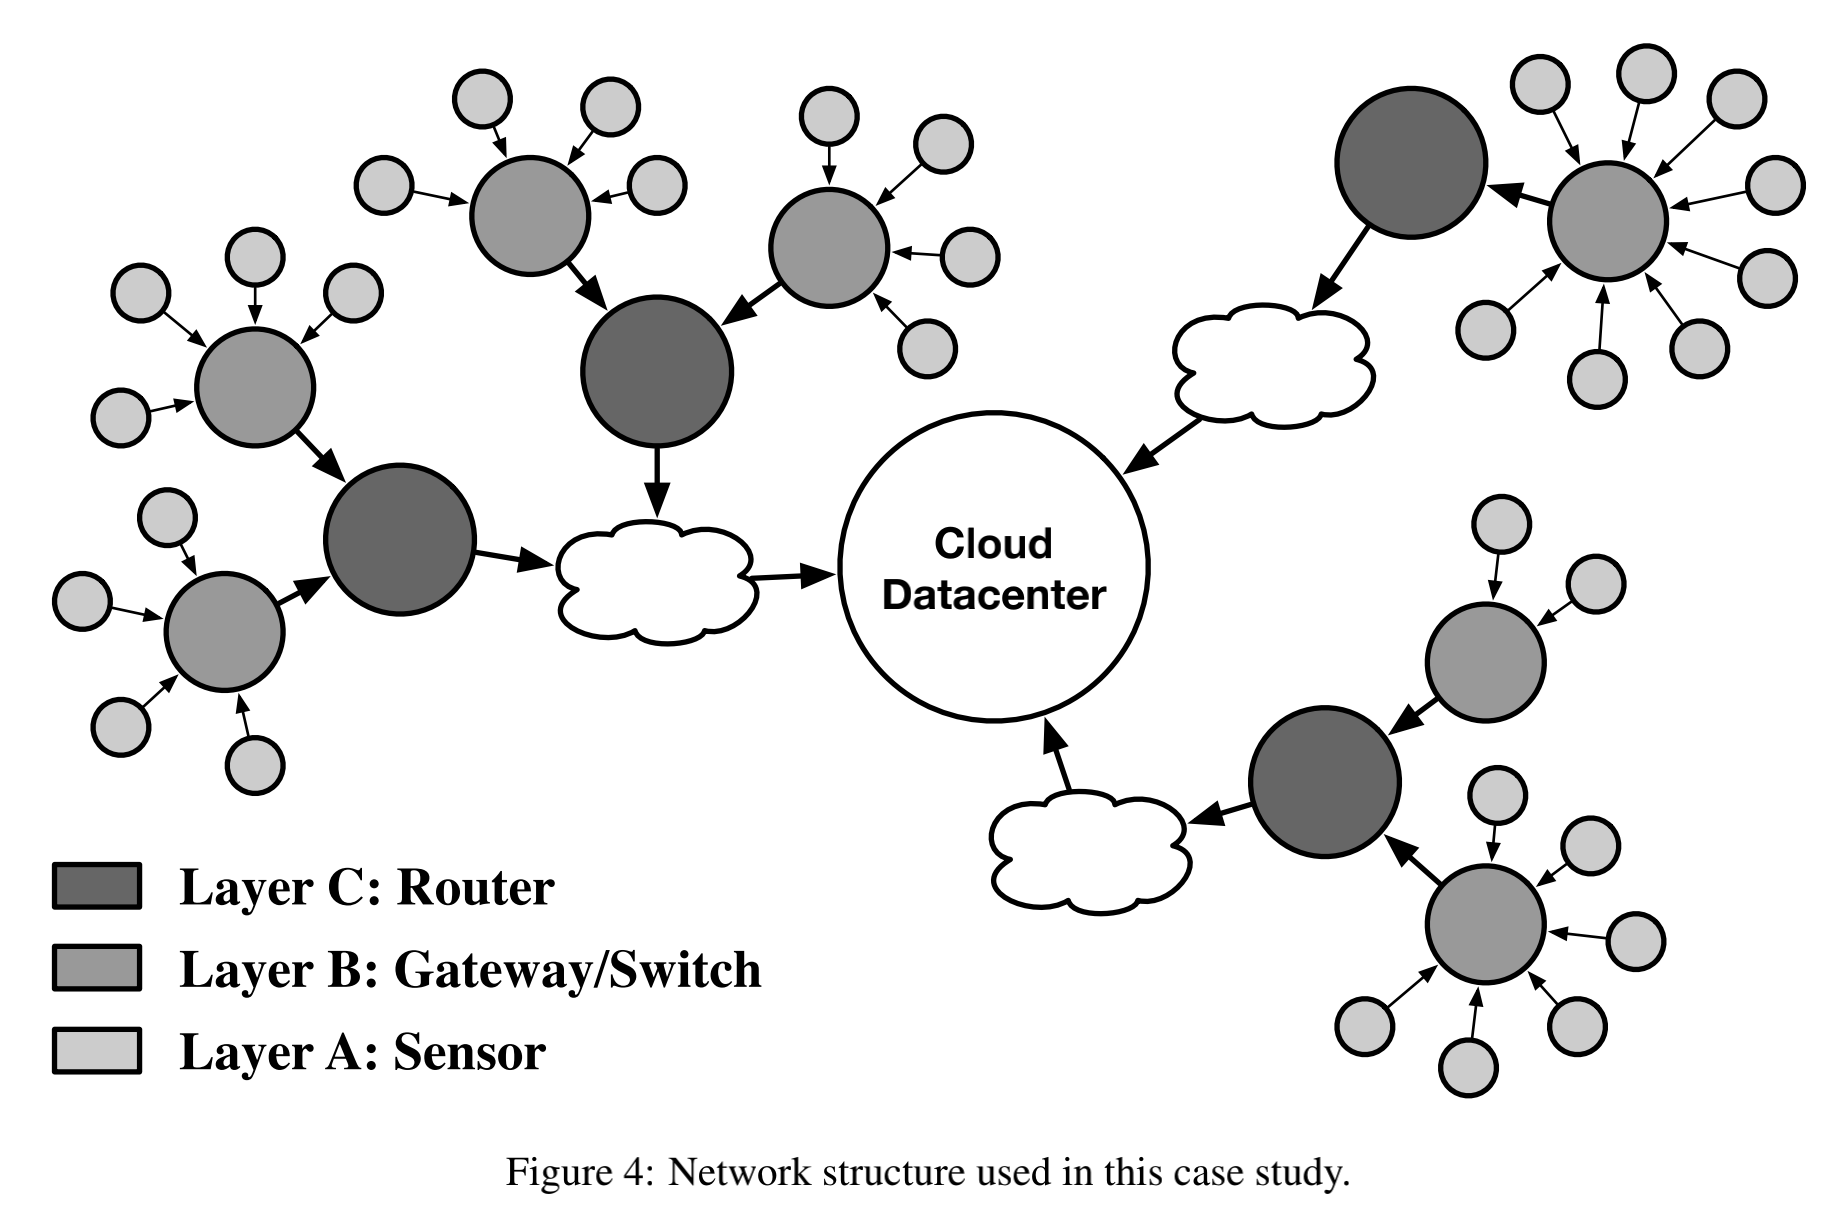 Cloud
Datacenter
Layer C: Router
Layer B: Gateway/Switch
Layer A: Sensor
Figure 4: Network structure used in this case study.